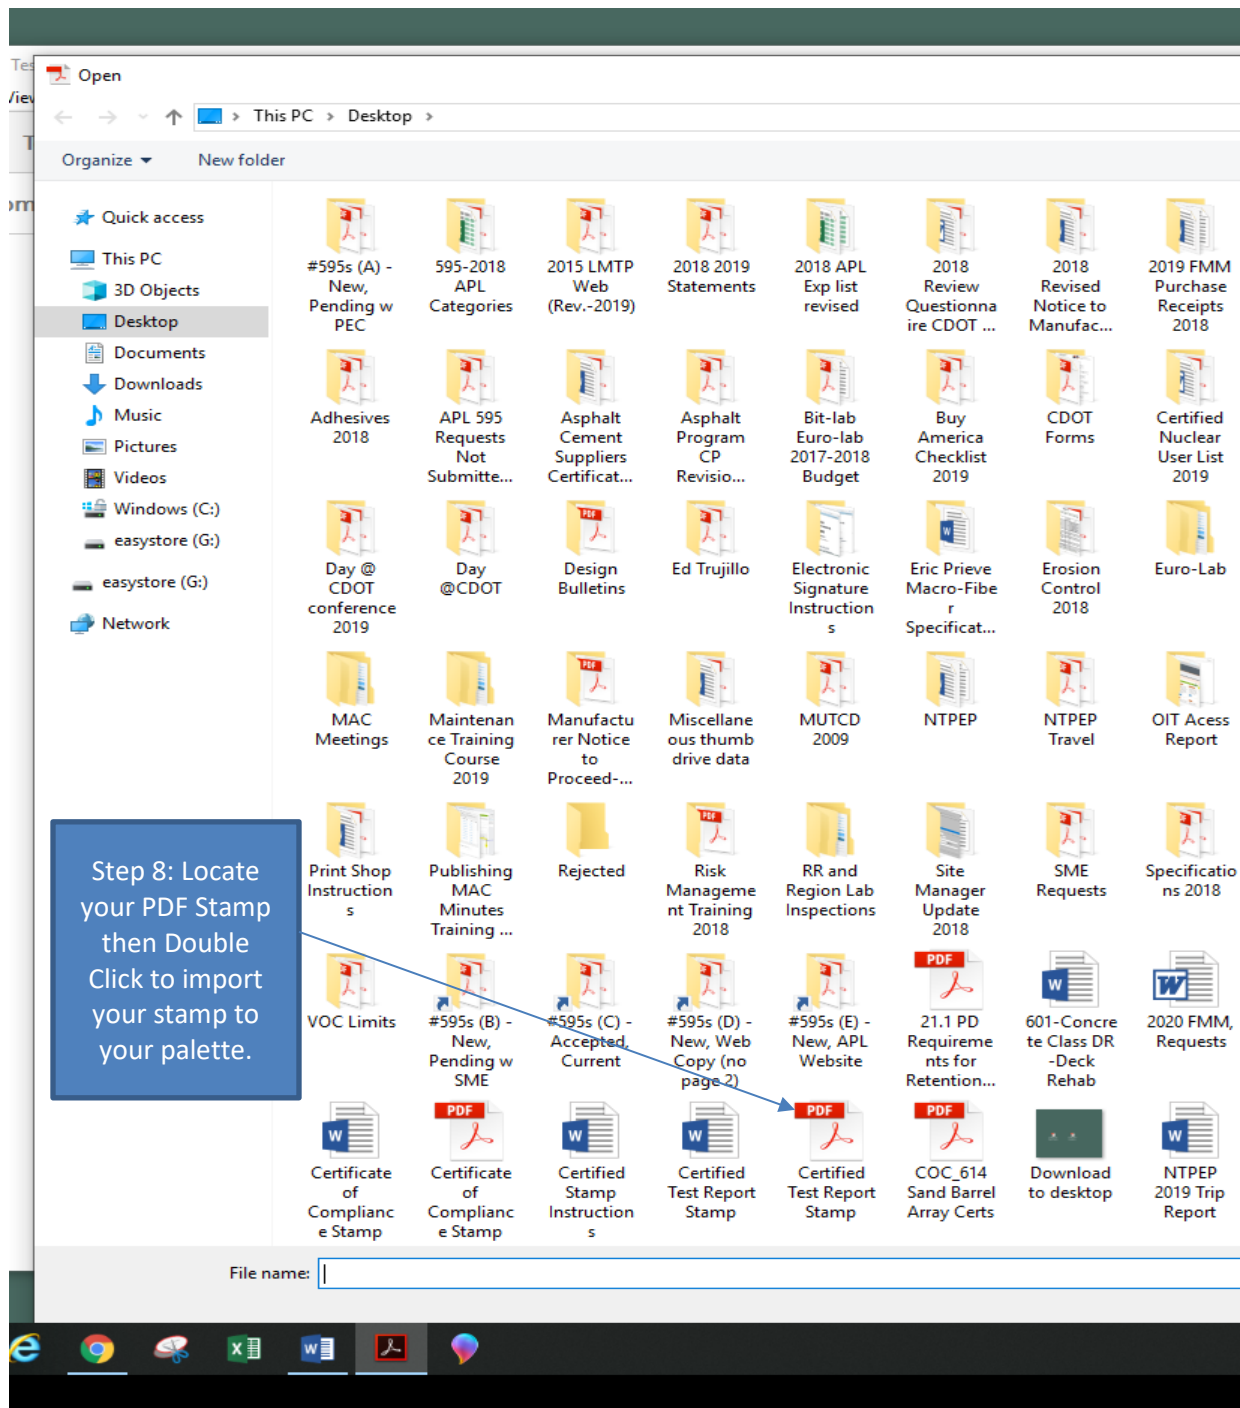 Tes
Open
View
This PC > Desktop >
T
Organize
New folder
om
Quick access
This PC
3D Objects
Desktop
Documents
Downloads
Music
Pictures
Videos
Windows (C:)
easystore (G:)
easystore (G:)
Network
#595s (A) -
New,
Pending w
PEC
595-2018
APL
Categories
2015 LMTP
Web
(Rev.-2019)
2018 2019
Statements
2018 APL
Exp list
revised
2018
Review
Questionna
ire CDOT ...
2018
Revised
Notice to
Manufac...
2019 FMM
Purchase
Receipts
2018
Adhesives
2018
APL 595
Requests
Not
Submitte...
Asphalt
Cement
Suppliers
Certificat...
Asphalt
Program
CP
Revisio...
Bit-lab
Euro-lab
2017-2018
Budget
Buy
America
Checklist
2019
CDOT
Forms
Certified
Nuclear
User List
2019
Day @
CDOT
conference
2019
Day
@CDOT
Design
Bulletins
Ed Trujillo
Electronic
Signature
Instruction
s
Eric Prieve
Macro-Fibe
r
Specificat...
Erosion
Control
2018
Euro-Lab
MAC
Meetings
Maintenan
ce Training
Course
2019
Manufactu
rer Notice
to
Proceed-...
Miscellane
ous thumb
drive data
MUTCD
2009
NTPEP
NTPEP
Travel
OIT Acess
Report
Print Shop
Instruction
s
Publishing
MAC
Minutes
Training ...
Rejected
Risk
Manageme
nt Training
2018
RR and
Region Lab
Inspections
Site
Manager
Update
2018
SME
Requests
Specificatio
ns 2018
Step 8: Locate
your PDF Stamp
then Double
Click to import
your stamp to
your palette.
VOC Limits
#595s (B) -
New,
Pending w
SME
#595s (C) -
Accepted,
Current
#595s (D) -
New, Web
Copy (no
page 2)
#595s (E) -
New, APL
Website
PDF
21.1 PD
Requireme
nts for
Retention...
601-Concre
te Class DR
-Deck
Rehab
2020 FMM,
Requests
Certificate
of
Complianc
e Stamp
PDF
Certificate
of
Complianc
e Stamp
Certified
Stamp
Instruction
s
Certified
Test Report
Stamp
PDF
Certified
Test Report
Stamp
PDF
COC_614
Sand Barrel
Array Certs
Download
to desktop
NTPEP
2019 Trip
Report
File name: